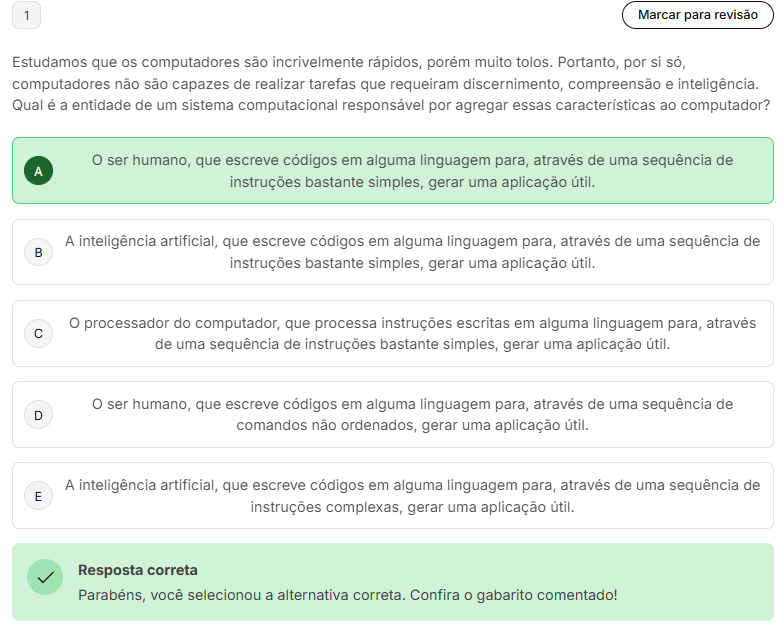 1
Marcar para revisão
Estudamos que os computadores são incrivelmente rápidos, porém muito tolos. Portanto, por si só,
computadores não são capazes de realizar tarefas que requeiram discernimento, compreensão e inteligência.
Qual é a entidade de um sistema computacional responsável por agregar essas características ao computador?
A
O ser humano, que escreve códigos em alguma linguagem para, através de uma sequência de
instruções bastante simples, gerar uma aplicação útil.
B
A inteligência artificial, que escreve códigos em alguma linguagem para, através de uma sequência de
instruções bastante simples, gerar uma aplicação útil.
C
O processador do computador, que processa instruções escritas em alguma linguagem para, através
de uma sequência de instruções bastante simples, gerar uma aplicação útil.
D
O ser humano, que escreve códigos em alguma linguagem para, através de uma sequência de
comandos não ordenados, gerar uma aplicação útil.
E
A inteligência artificial, que escreve códigos em alguma linguagem para, através de uma sequência de
instruções complexas, gerar uma aplicação útil.
Resposta correta
Parabéns, você selecionou a alternativa correta. Confira o gabarito comentado!